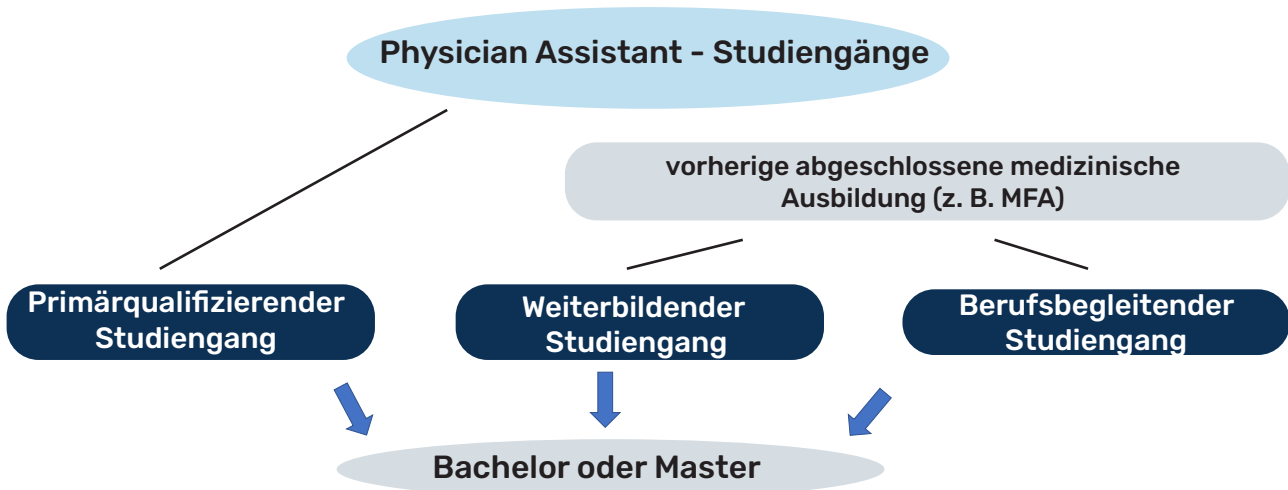 Physician Assistant - Studiengänge
vorherige abgeschlossene medizinische
Ausbildung (z. B. MFA)
Primärqualifizierender
Studiengang
Weiterbildender
Studiengang
Berufsbegleitender
Studiengang
Bachelor oder Master